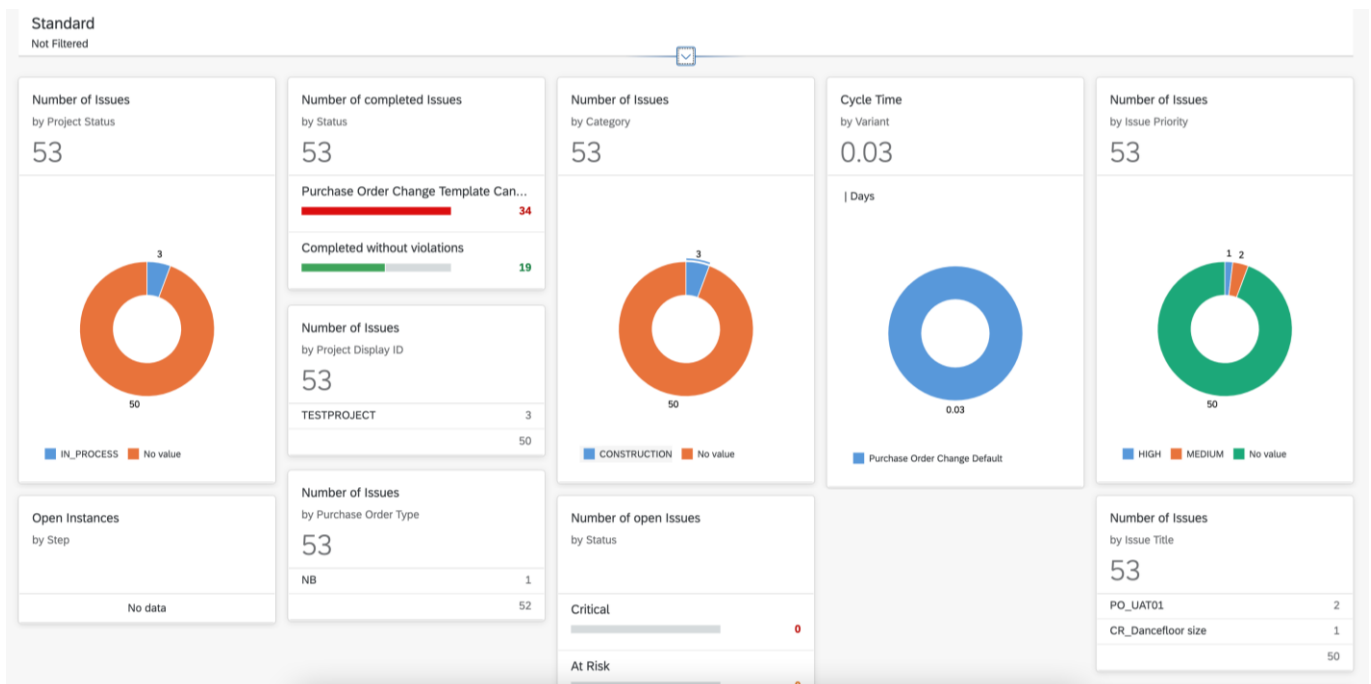 Standard
Not Filtered
Number of Issues
by Project Status
53
3
50
IN_PROCESS No value
Open Instances
by Step
No data
Number of completed Issues
by Status
53
Purchase Order Change Template Can...
34
Completed without violations
19
Number of Issues
by Project Display ID
53
TESTPROJECT 3
50
Number of Issues
by Purchase Order Type
53
NB 1
52
Number of Issues
by Category
53
3
50
CONSTRUCTION No value
Number of open Issues
by Status
Critical
0
At Risk
Cycle Time
by Variant
0.03
| Days
0.03
Purchase Order Change Default
Number of Issues
by Issue Priority
53
1 2
50
HIGH MEDIUM No value
Number of Issues
by Issue Title
53
PO_UAT01 2
CR_Dancefloor size 1
50